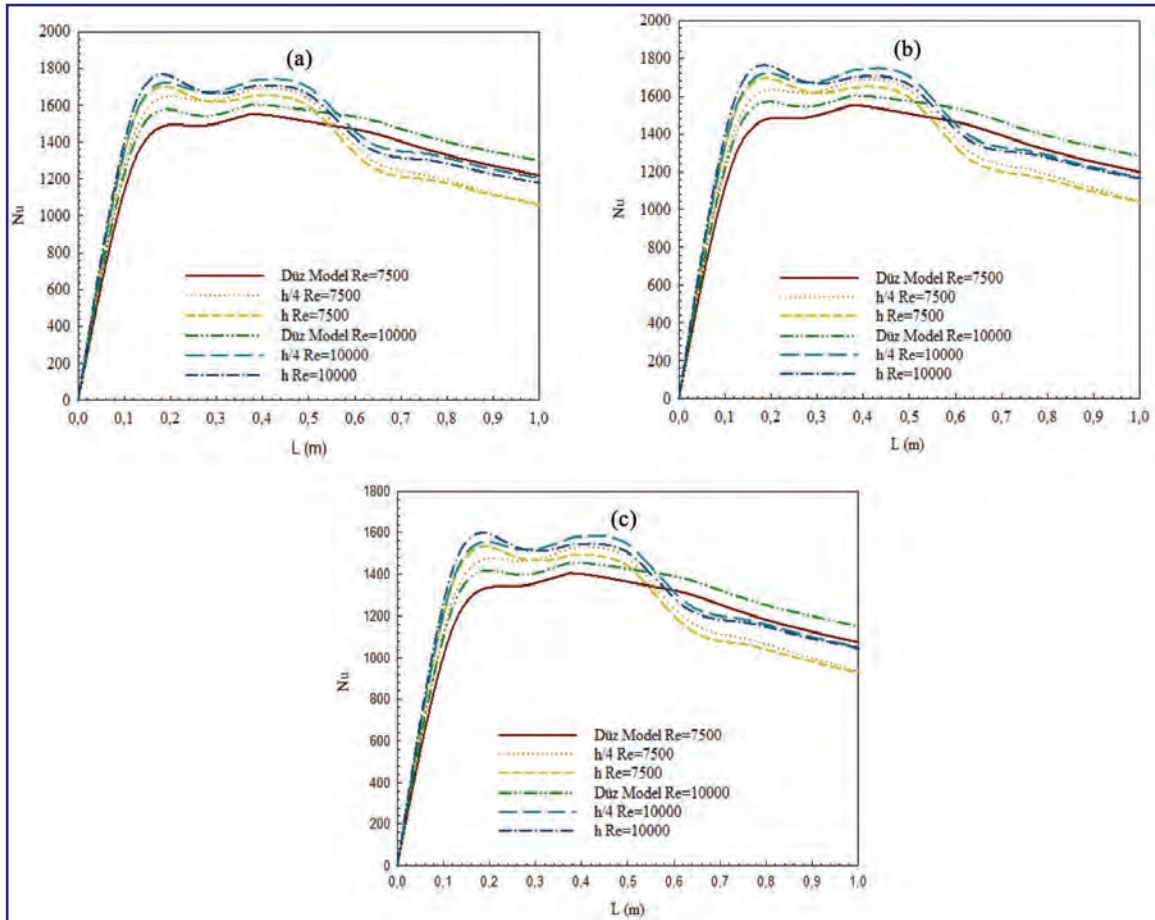 (a)
2000
1800
1600
1400
1200
1000
800
600
400
200
0
Nu
Düz Model Re=7500
h/4 Re=7500
h Re=7500
Düz Model Re=10000
h/4 Re=10000
h Re=10000
0,0 0,1 0,2 0,3 0,4 0,5 0,6 0,7 0,8 0,9 1,0
L (m)
(b)
2000
1800
1600
1400
1200
1000
800
600
400
200
0
Nu
Düz Model Re=7500
h/4 Re=7500
h Re=7500
Düz Model Re=10000
h/4 Re=10000
h Re=10000
0,0 0,1 0,2 0,3 0,4 0,5 0,6 0,7 0,8 0,9 1,0
L (m)
(c)
1800
1600
1400
1200
1000
800
600
400
200
0
Nu
Düz Model Re=7500
h/4 Re=7500
h Re=7500
Düz Model Re=10000
h/4 Re=10000
h Re=10000
0,0 0,1 0,2 0,3 0,4 0,5 0,6 0,7 0,8 0,9 1,0
L (m)